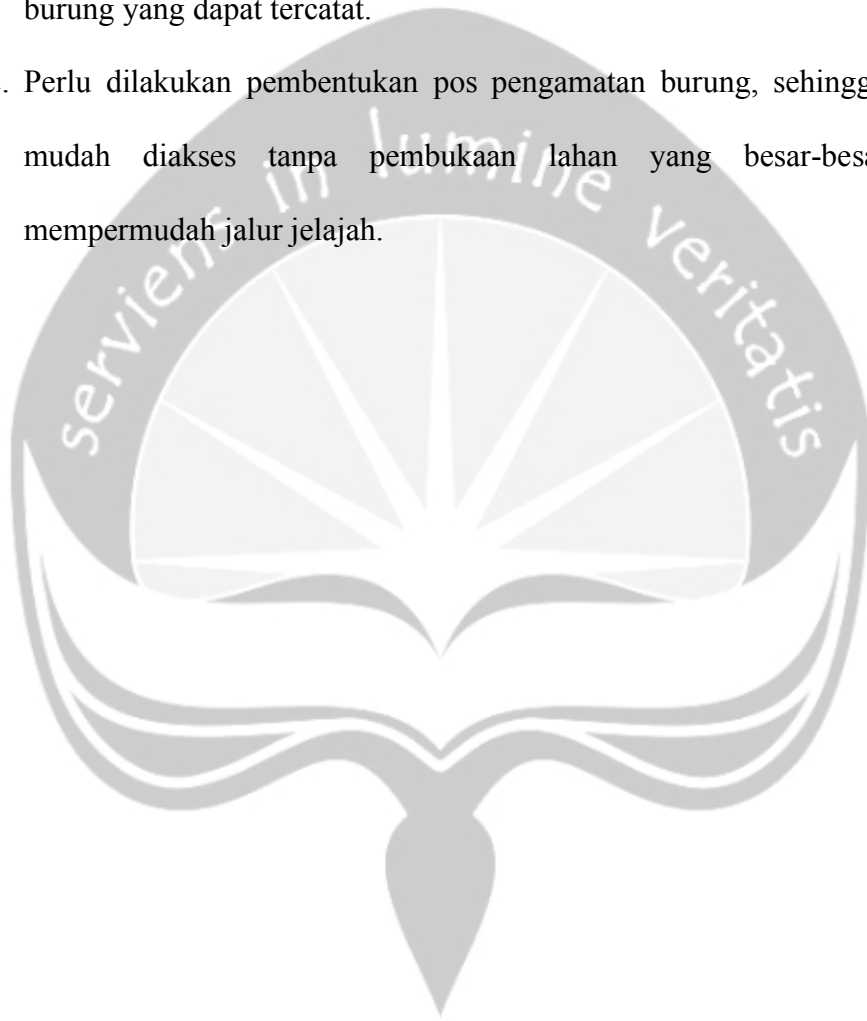 burung yang dapat tercatat.
. Perlu dilakukan pembentukan pos pengamatan burung, sehingg
mudah diakses tanpa pembukaan lahan yang besar-besa
mempermudah jalur jelajah.
serviens in lumine veritatis